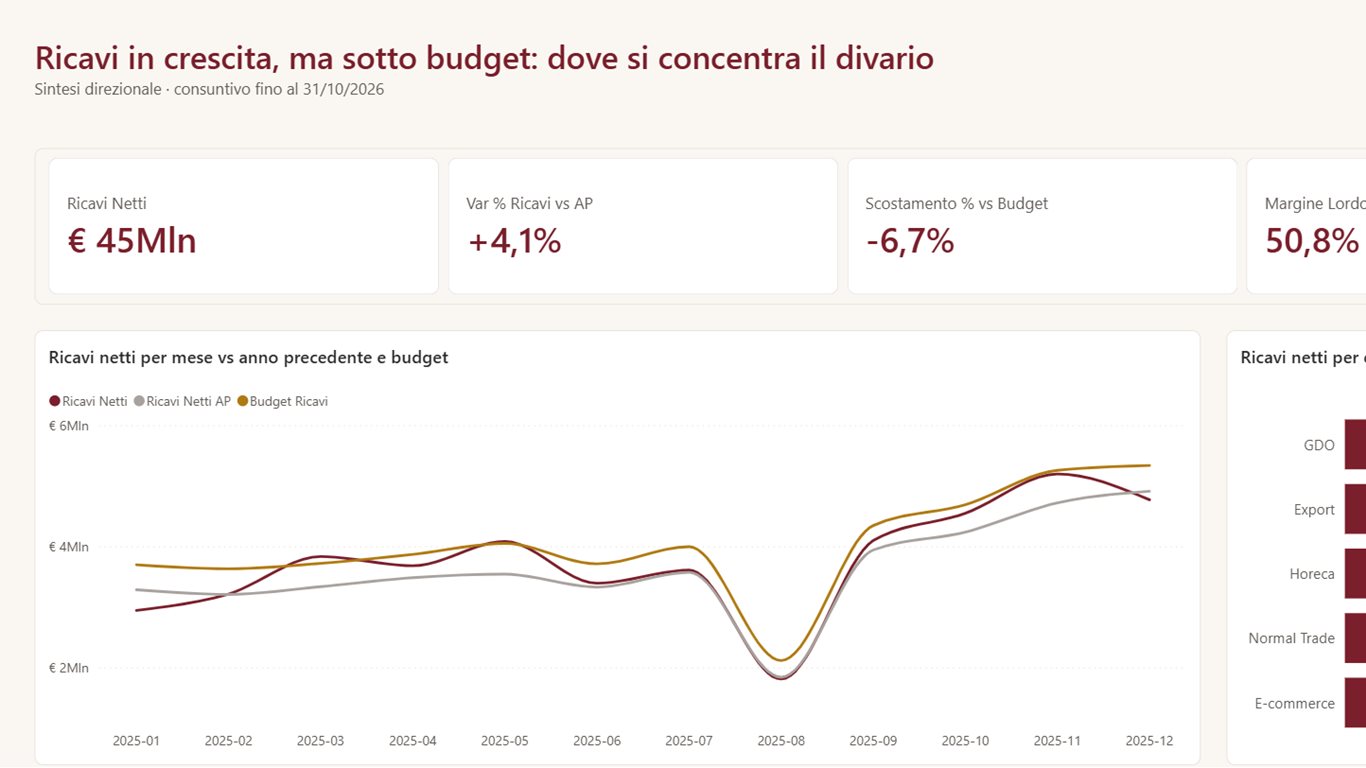 Ricavi in crescita, ma sotto budget: dove si concentra il divario
Sintesi direzionale · consuntivo fino al 31/10/2026
Ricavi Netti
€ 45Mln
Var % Ricavi vs AP
+4,1%
Scostamento % vs Budget
-6,7%
Margine Lordo
50,8%
Ricavi netti per mese vs anno precedente e budget
Ricavi Netti Ricavi Netti AP Budget Ricavi
€ 6Mln
€ 4Mln
€ 2Mln
2025-01 2025-02 2025-03 2025-04 2025-05 2025-06 2025-07 2025-08 2025-09 2025-10 2025-11 2025-12
Ricavi netti per
GDO
Export
Horeca
Normal Trade
E-commerce